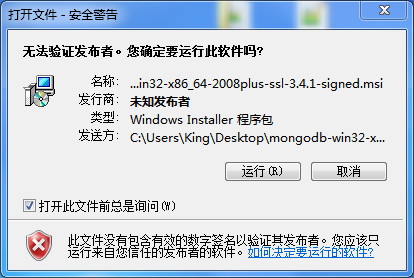 打开文件 - 安全警告
无法验证发布者。您确定要运行此软件吗?
名称: ...in32-x86_64-2008plus-ssl-3.4.1-signed.msi
发行商: 未知发布者
类型: Windows Installer 程序包
发送方: C:\Users\King\Desktop\mongodb-win32-x...
运行(R) 取消
打开此文件前总是询问(W)
此文件没有包含有效的数字签名以验证其发布者。您应该只
运行来自您信任的发布者的软件。如何决定要运行的软件?